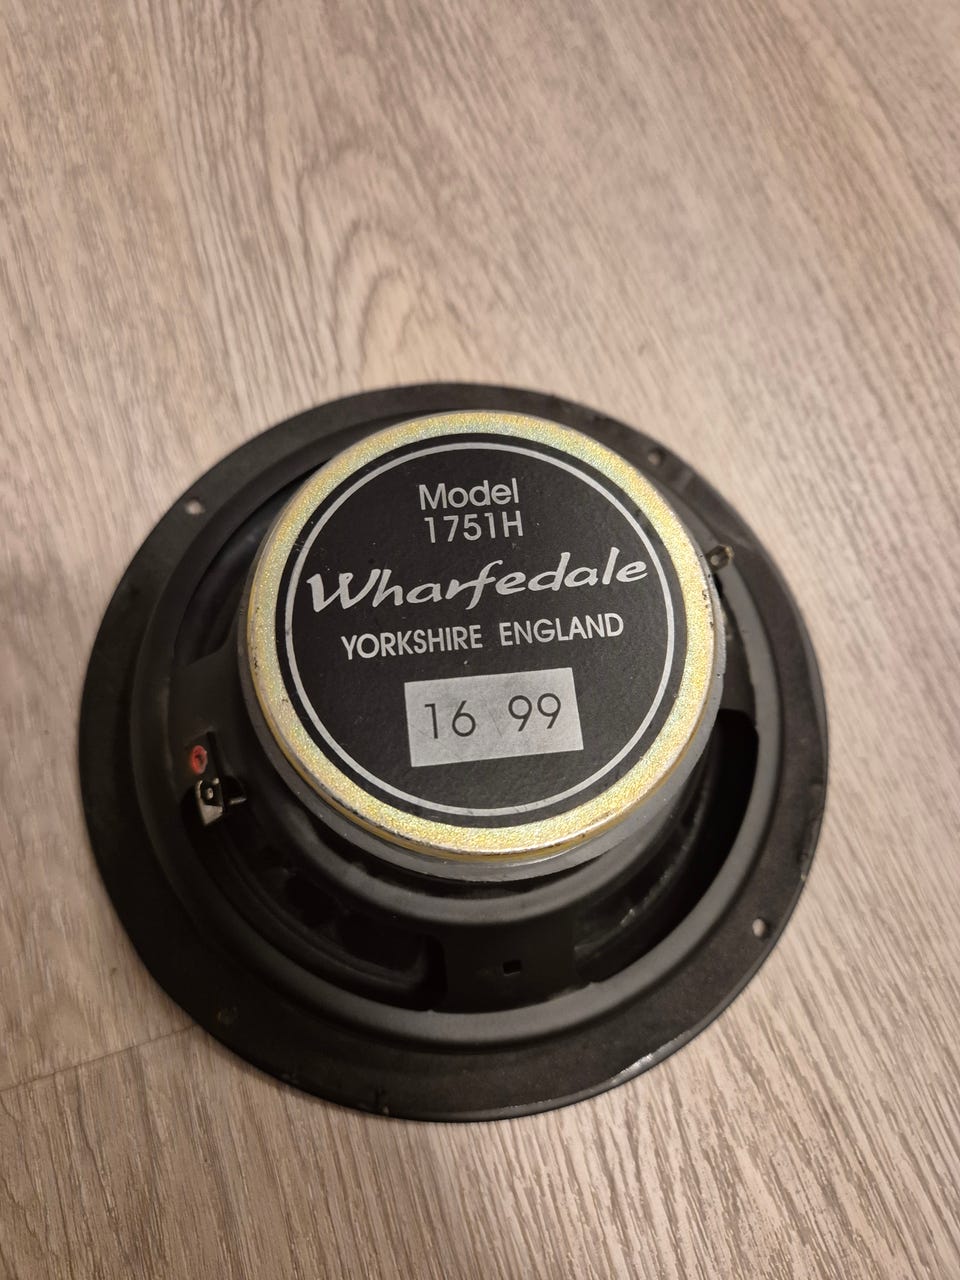 Model
1751H
Wharfedale
YORKSHIRE ENGLAND
16 99